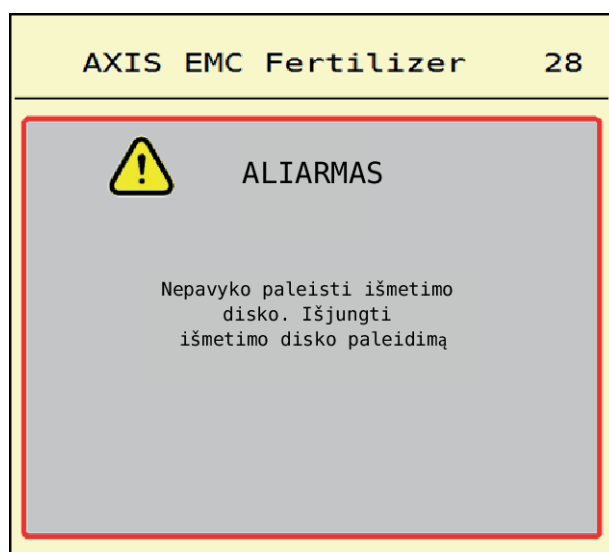 AXIS EMC Fertilizer 28
ALIARMAS
Nepavyko paleisti išmetimo
disko. Išjungti
išmetimo disko paleidimą